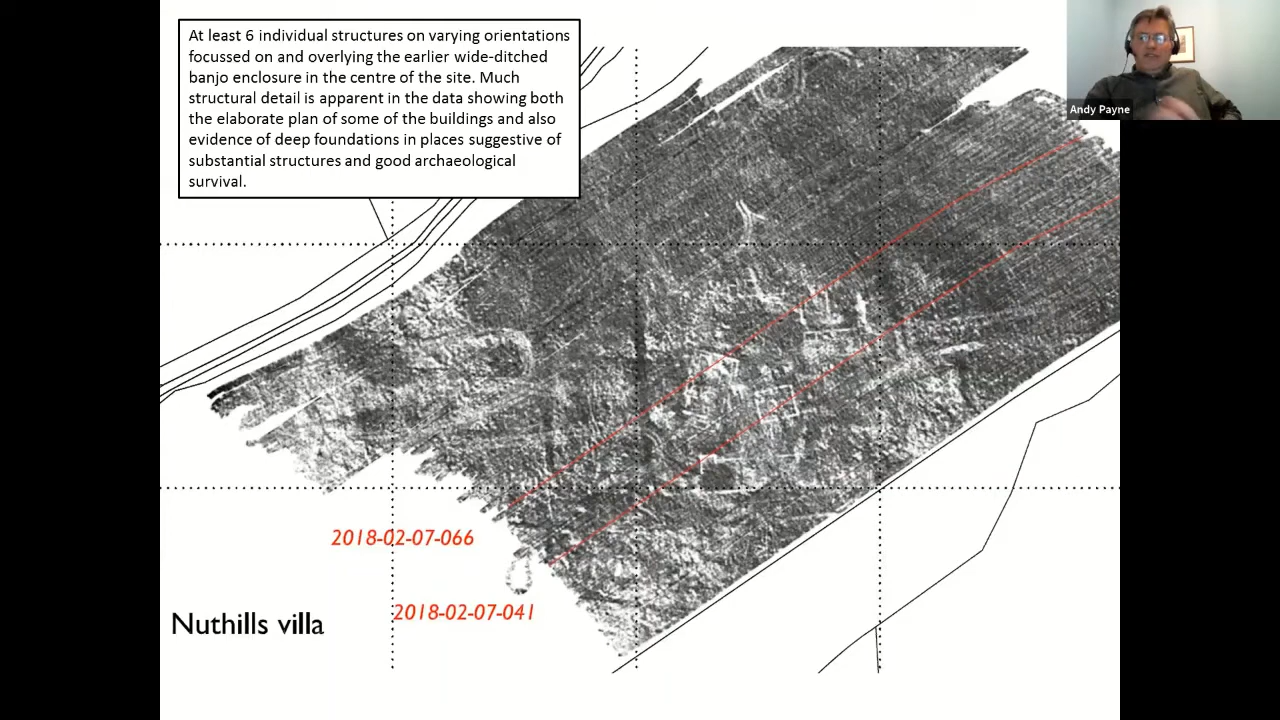 At least 6 individual structures on varying orientations
focussed on and overlying the earlier wide-ditched
banjo enclosure in the centre of the site. Much
structural detail is apparent in the data showing both
the elaborate plan of some of the buildings and also
evidence of deep foundations in places suggestive of
substantial structures and good archaeological
survival.
Andy Payne
2018-02-07-066
2018-02-07-041
Nuthills villa